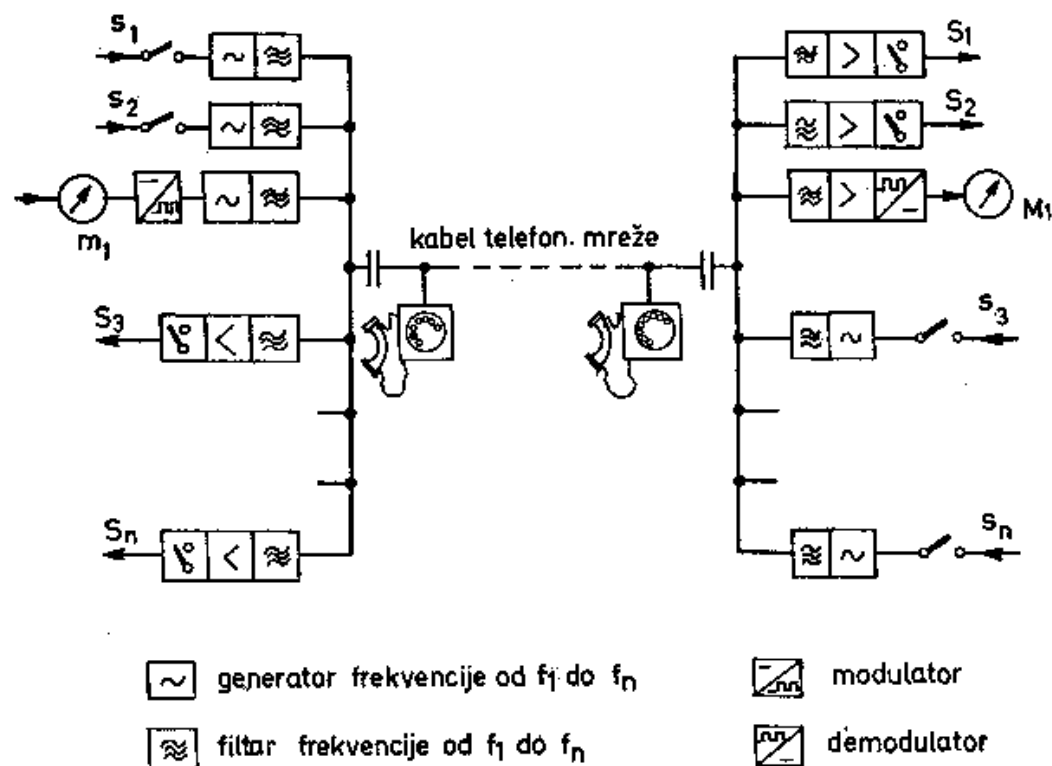 s1
S1
s2
S2
m1
M1
kabel telefon. mreže
S3
s3
Sn
sn
generator frekvencije od f1 do fn
modulator
filtar frekvencije od f1 do fn
demodulator